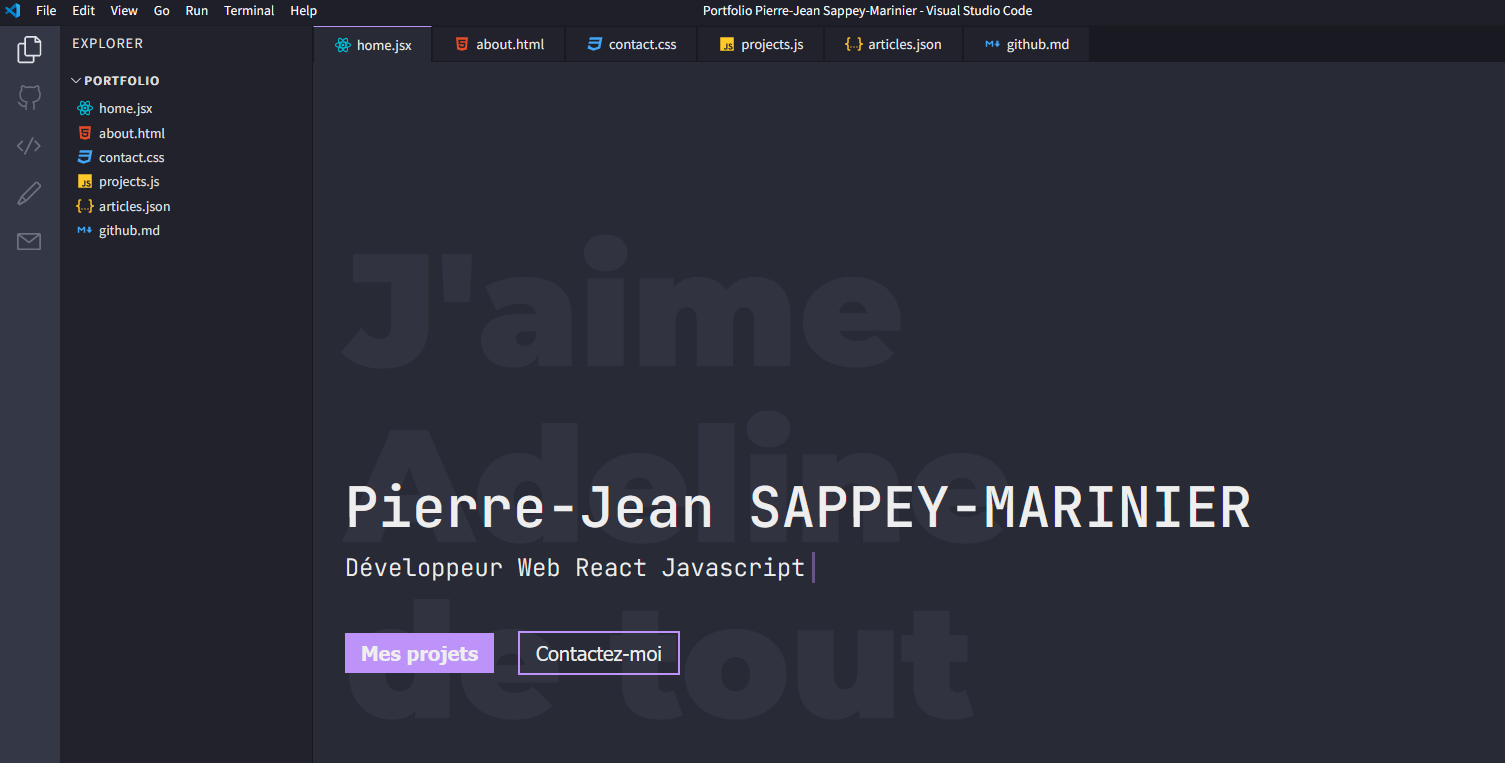 File Edit View Go Run Terminal Help
Portfolio Pierre-Jean Sappey-Marinier - Visual Studio Code
EXPLORER
PORTFOLIO
home.jsx
about.html
contact.css
projects.js
articles.json
github.md
home.jsx about.html contact.css projects.js articles.json github.md
J'aime
Adeline
de tout
Pierre-Jean SAPPEY-MARINIER
Développeur Web React Javascript
Mes projets
Contactez-moi